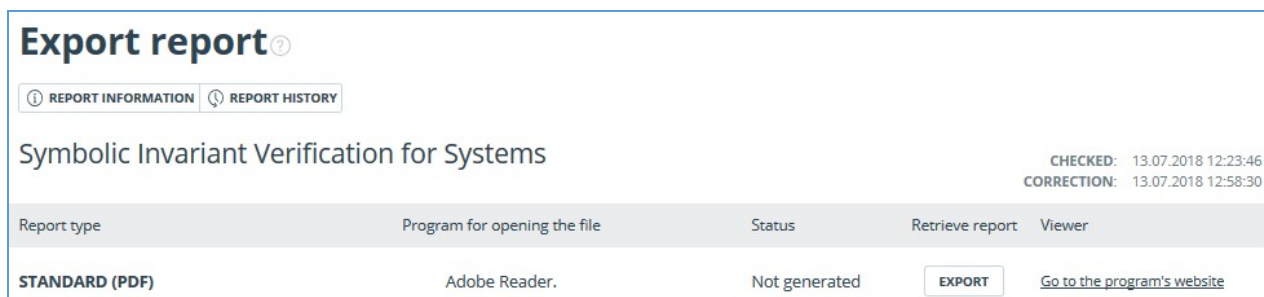 Export report ?
REPORT INFORMATION REPORT HISTORY
Symbolic Invariant Verification for Systems
CHECKED: 13.07.2018 12:23:46
CORRECTION: 13.07.2018 12:58:30
Report type Program for opening the file Status Retrieve report Viewer
STANDARD (PDF) Adobe Reader. Not generated EXPORT Go to the program's website